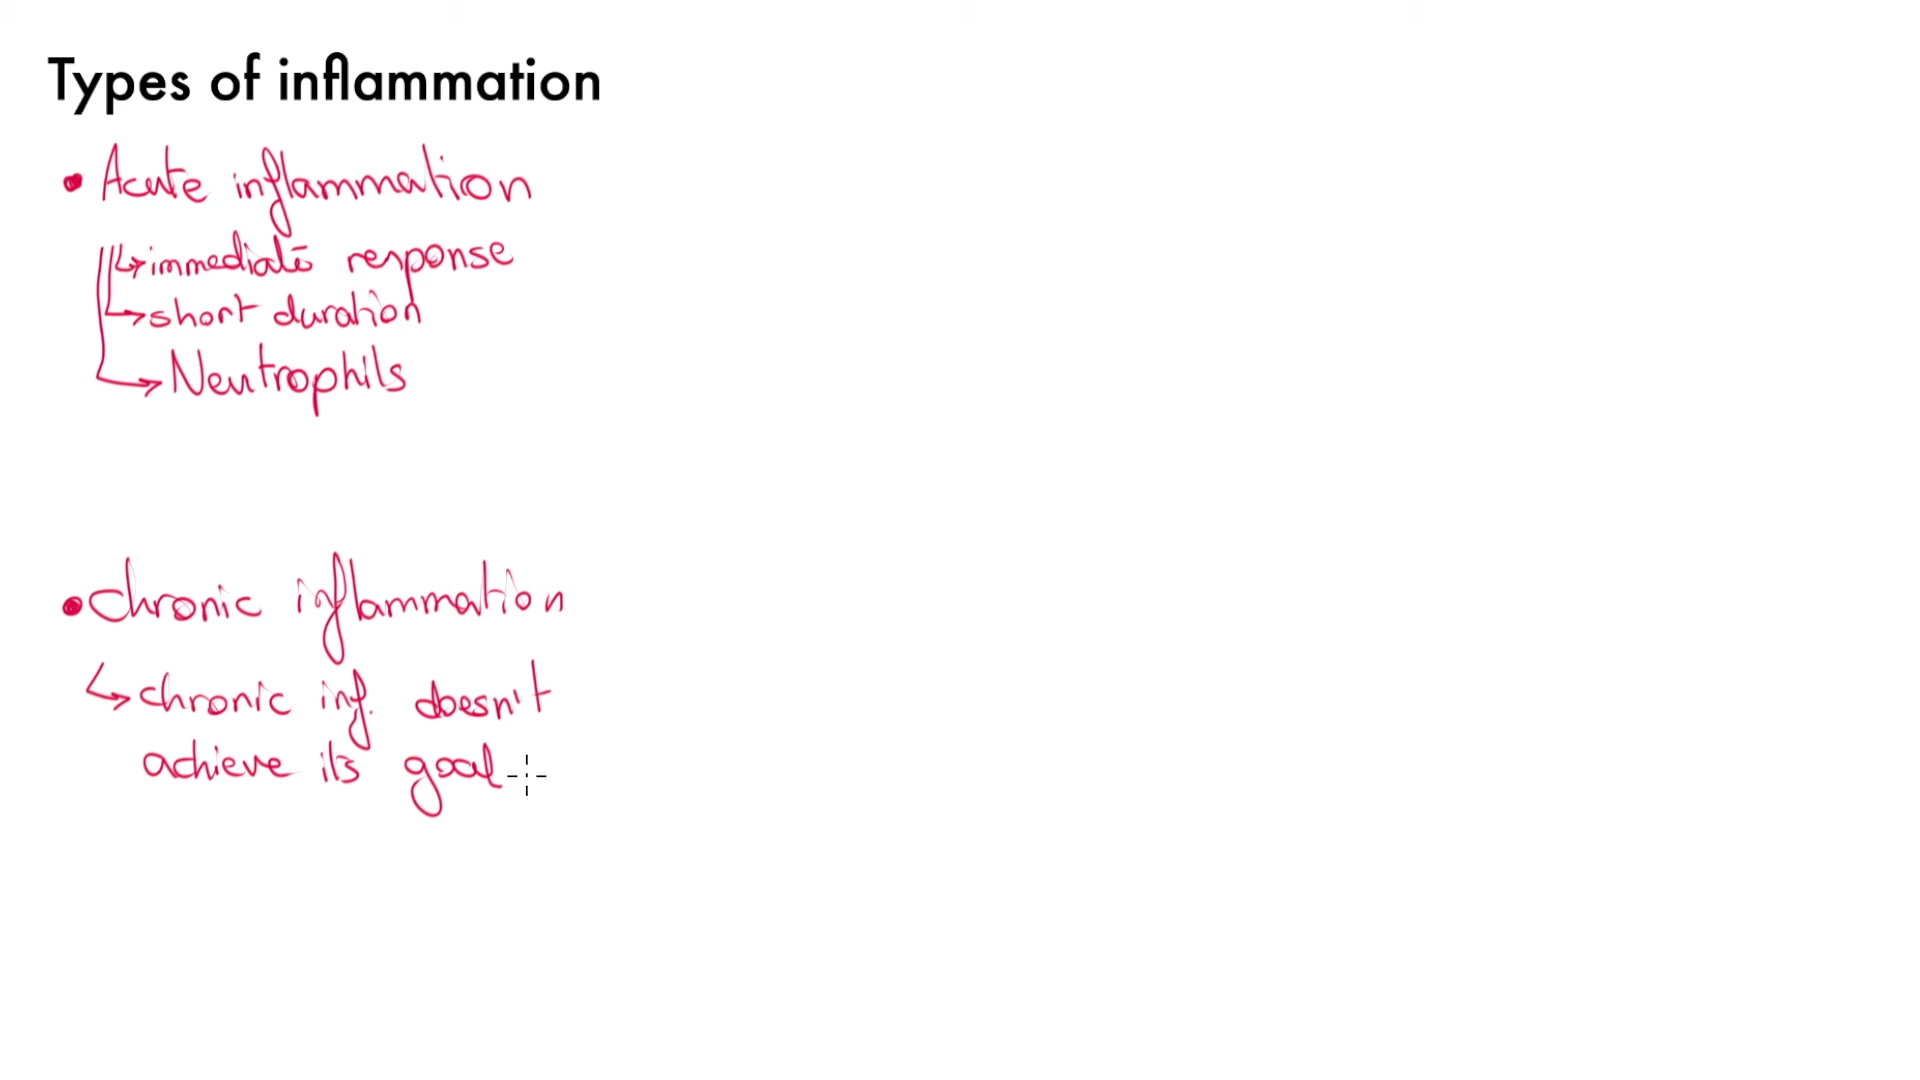 Types of inflammation
• Acute inflammation
immediate response
short duration
Neutrophils
• Chronic inflammation
chronic inf. doesn't
achieve its goal